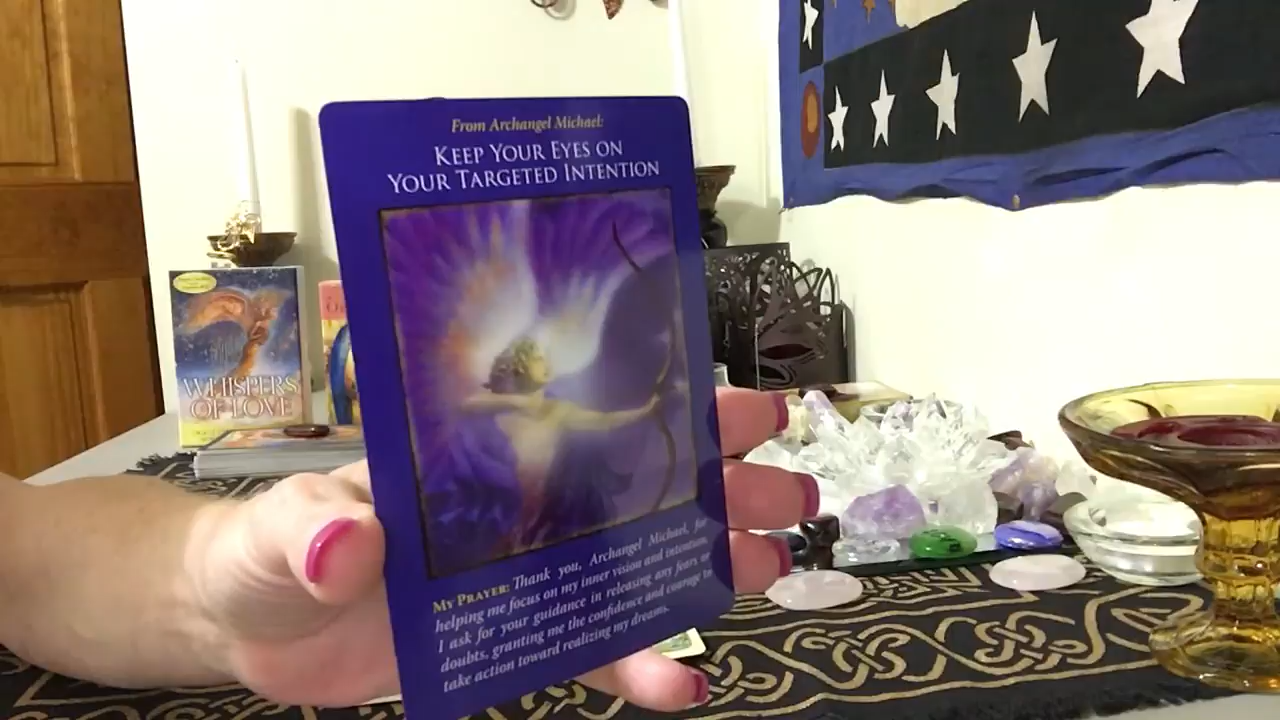 From Archangel Michael:
KEEP YOUR EYES ON
YOUR TARGETED INTENTION
MY PRAYER: Thank you, Archangel Michael, for
helping me focus on my inner vision and intention.
I ask for your guidance in releasing any fears or
doubts, granting me the confidence and courage to
take action toward realizing my dreams.
WHISPERS
OF LOVE